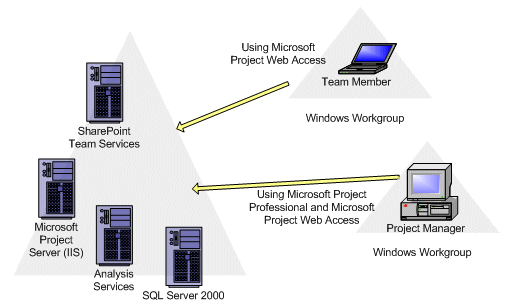 Using Microsoft
Project Web Access
Team Member
Windows Workgroup
SharePoint
Team Services
Using Microsoft Project
Professional and Microsoft
Project Web Access
Project Manager
Windows Workgroup
Microsoft
Project
Server (IIS)
Analysis
Services
SQL Server 2000